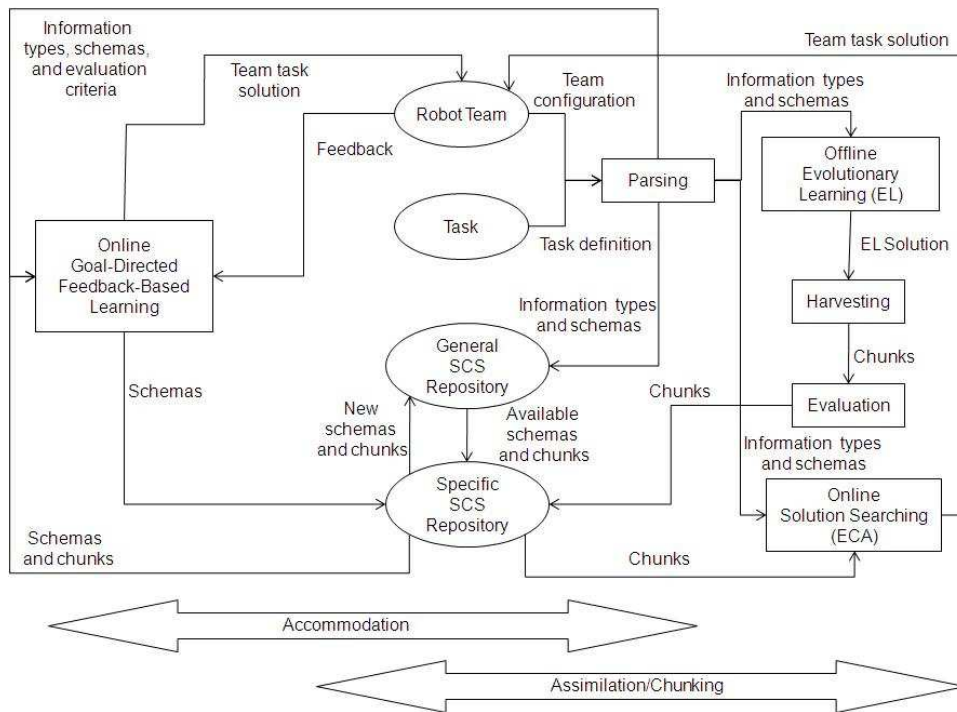 Information
types, schemas,
and evaluation
criteria
Team task
solution
Team
configuration
Team task solution
Information types
and schemas
Robot Team
Feedback
Parsing
Offline
Evolutionary
Learning (EL)
Task
Task definition
EL Solution
Online
Goal-Directed
Feedback-Based
Learning
Information types
and schemas
Harvesting
General
SCS
Repository
Chunks
Schemas
Chunks
Evaluation
New
schemas
and chunks
Available
schemas
and chunks
Information types
and schemas
Specific
SCS
Repository
Online
Solution Searching
(ECA)
Schemas
and chunks
Chunks
Accommodation
Assimilation/Chunking